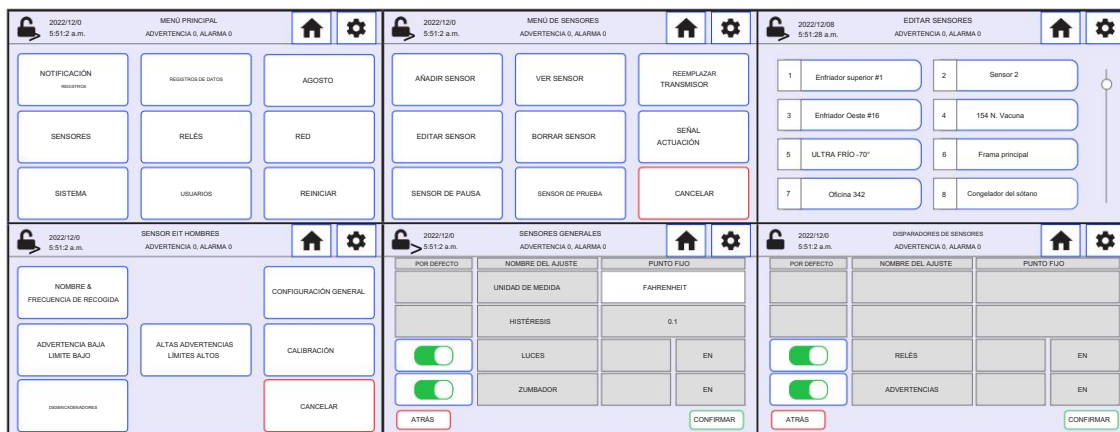 2022/12/0
5:51:2 a.m.
MENÚ PRINCIPAL
ADVERTENCIA 0, ALARMA 0
NOTIFICACIÓN
REGISTROS
REGISTROS DE DATOS
AGOSTO
SENSORES
RELÉS
RED
SISTEMA
USUARIOS
REINICIAR
2022/12/0
5:51:2 a.m.
MENÚ DE SENSORES
ADVERTENCIA 0, ALARMA 0
AÑADIR SENSOR
VER SENSOR
REEMPLAZAR
TRANSMISOR
EDITAR SENSOR
BORRAR SENSOR
SEÑAL
ACTUACIÓN
SENSOR DE PAUSA
SENSOR DE PRUEBA
CANCELAR
2022/12/08
5:51:28 a.m.
EDITAR SENSORES
ADVERTENCIA 0, ALARMA 0
1 Enfriador superior #1
2 Sensor 2
3 Enfriador Oeste #16
4 154 N. Vacuna
5 ULTRA FRÍO -70°
6 Frama principal
7 Oficina 342
8 Congelador del sótano
2022/12/0
5:51:2 a.m.
SENSOR EIT HOMBRES
ADVERTENCIA 0, ALARMA 0
NOMBRE &
FRECUENCIA DE RECOGIDA
CONFIGURACIÓN GENERAL
ADVERTENCIA BAJA
LIMITE BAJO
ALTAS ADVERTENCIAS
LÍMITES ALTOS
CALIBRACIÓN
DESENCADENADORES
CANCELAR
2022/12/0
5:51:2 a.m.
SENSORES GENERALES
ADVERTENCIA 0, ALARMA 0
POR DEFECTO NOMBRE DEL AJUSTE PUNTO FIJO
UNIDAD DE MEDIDA FAHRENHEIT
HISTÉRESIS 0.1
LUCES EN
ZUMBADOR EN
ATRÁS CONFIRMAR
2022/12/0
5:51:2 a.m.
DISPARADORES DE SENSORES
ADVERTENCIA 0, ALARMA 0
POR DEFECTO NOMBRE DEL AJUSTE PUNTO FIJO
RELÉS EN
ADVERTENCIAS EN
ATRÁS CONFIRMAR